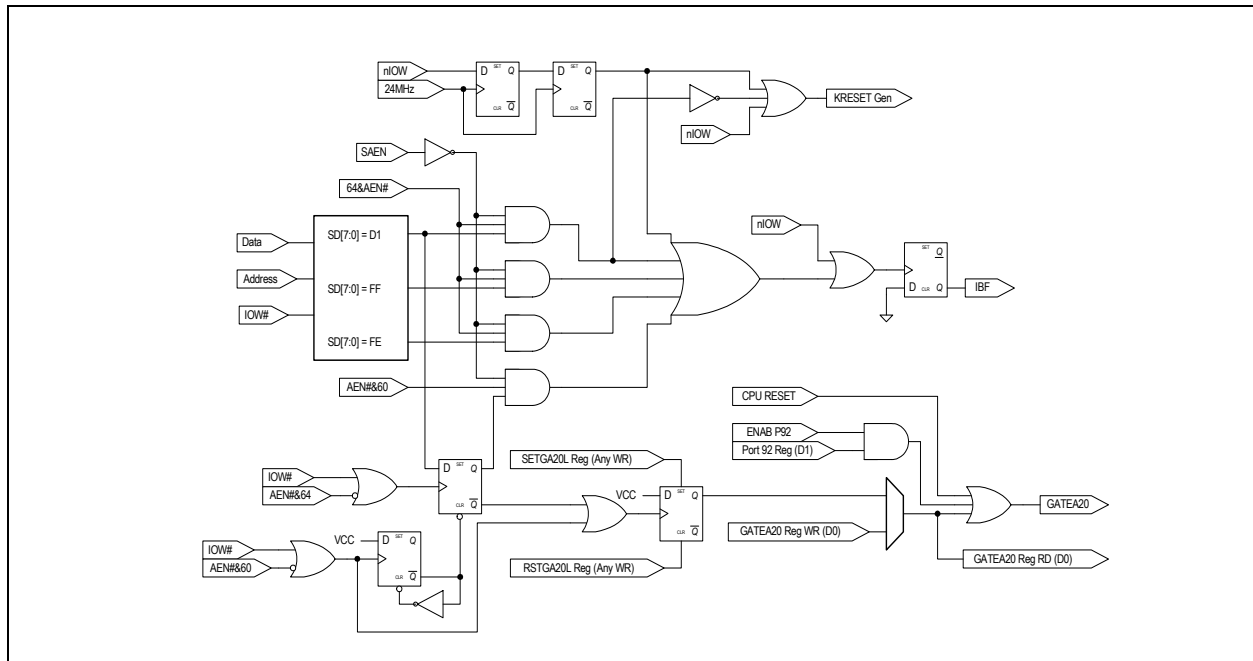 nIOW
24MHz
D SET Q
CLR Q
D SET Q
CLR Q
nIOW
KRESET Gen
SAEN
64&AEN#
Data
Address
IOW#
SD[7:0] = D1
SD[7:0] = FF
SD[7:0] = FE
AEN#&60
nIOW
SET Q
D CLR Q
IBF
CPU RESET
ENAB P92
Port 92 Reg (D1)
GATEA20
IOW#
AEN#&64
D SET Q
CLR Q
SETGA20L Reg (Any WR)
VCC
D SET Q
CLR Q
RSTGA20L Reg (Any WR)
GATEA20 Reg WR (D0)
GATEA20 Reg RD (D0)
IOW#
AEN#&60
VCC
D SET Q
CLR Q